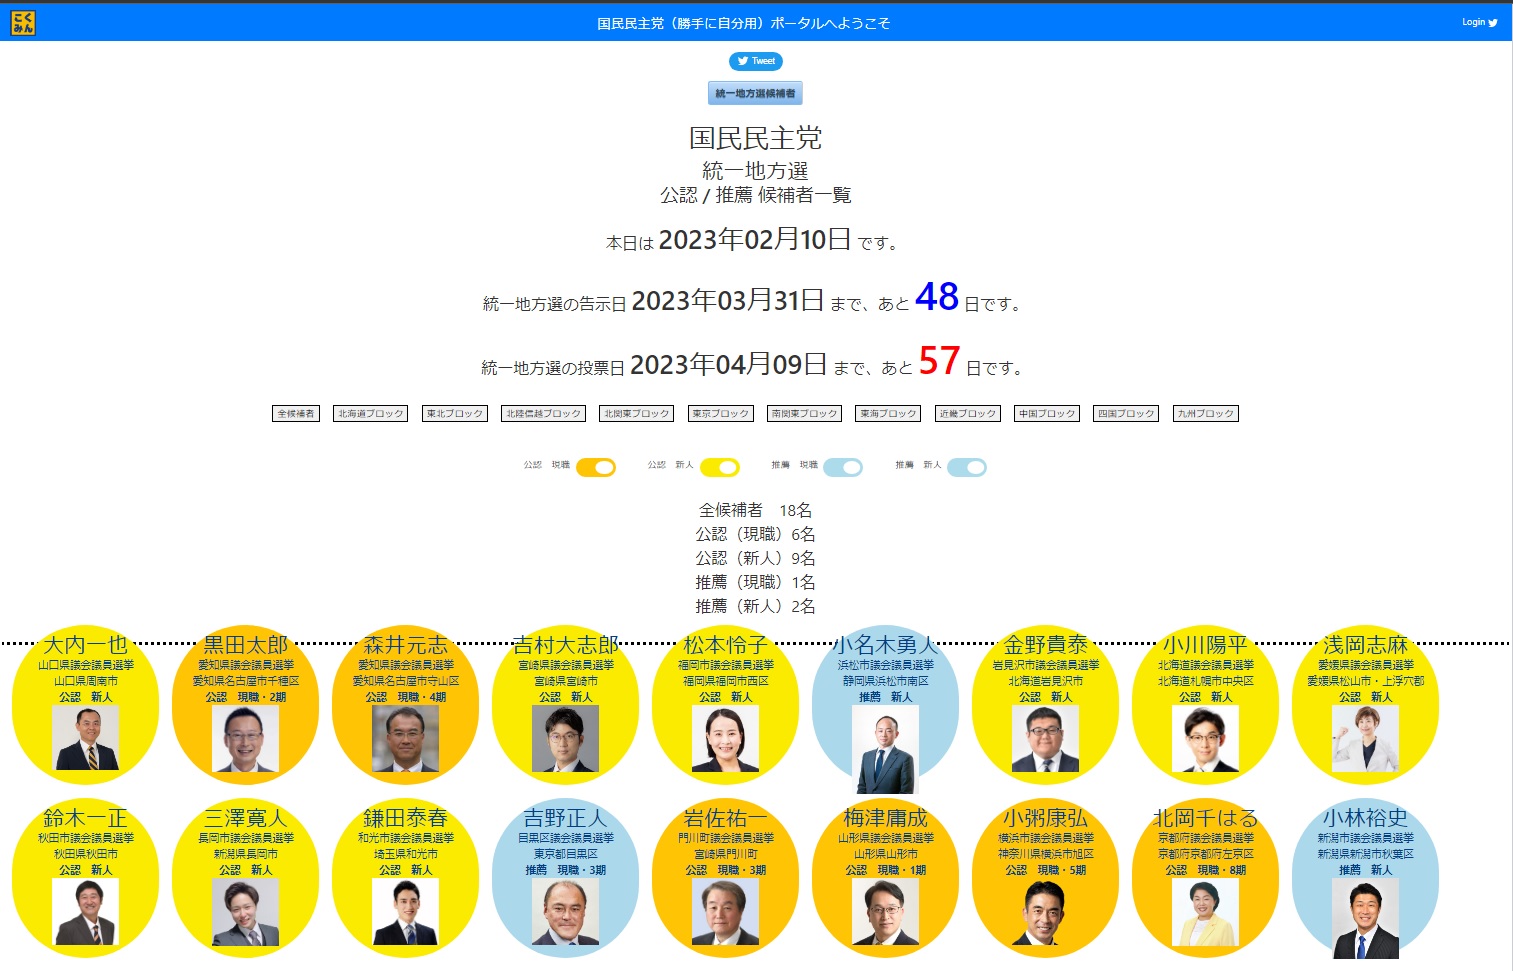 こくみん
国民民主党（勝手に自分用）ポータルへようこそ
Login
Tweet
統一地方選候補者
国民民主党
統一地方選
公認 / 推薦 候補者一覧
本日は 2023年02月10日 です。
統一地方選の告示日 2023年03月31日 まで、あと 48 日です。
統一地方選の投票日 2023年04月09日 まで、あと 57 日です。
全候補者 北海道ブロック 東北ブロック 北陸信越ブロック 北関東ブロック 東京ブロック 南関東ブロック 東海ブロック 近畿ブロック 中国ブロック 四国ブロック 九州ブロック
公認　現職 公認　新人 推薦　現職 推薦　新人
全候補者　18名
公認（現職）6名
公認（新人）9名
推薦（現職）1名
推薦（新人）2名
大内一也
山口県議会議員選挙
山口県周南市
公認　新人
黒田太郎
愛知県議会議員選挙
愛知県名古屋市千種区
公認　現職・2期
森井元志
愛知県議会議員選挙
愛知県名古屋市守山区
公認　現職・4期
吉村大志郎
宮崎県議会議員選挙
宮崎県宮崎市
公認　新人
松本怜子
福岡市議会議員選挙
福岡県福岡市西区
公認　新人
小名木勇人
浜松市議会議員選挙
静岡県浜松市南区
推薦　新人
金野貴泰
岩見沢市議会議員選挙
北海道岩見沢市
公認　新人
小川陽平
北海道議会議員選挙
北海道札幌市中央区
公認　新人
浅岡志麻
愛媛県議会議員選挙
愛媛県松山市・上浮穴郡
公認　新人
鈴木一正
秋田市議会議員選挙
秋田県秋田市
公認　新人
三澤寛人
長岡市議会議員選挙
新潟県長岡市
公認　新人
鎌田泰春
和光市議会議員選挙
埼玉県和光市
公認　新人
吉野正人
目黒区議会議員選挙
東京都目黒区
推薦　現職・3期
岩佐祐一
門川町議会議員選挙
宮崎県門川町
公認　現職・3期
梅津庸成
山形県議会議員選挙
山形県山形市
公認　現職・1期
小粥康弘
横浜市議会議員選挙
神奈川県横浜市旭区
公認　現職・5期
北岡千はる
京都府議会議員選挙
京都府京都府左京区
公認　現職・8期
小林裕史
新潟市議会議員選挙
新潟県新潟市秋葉区
推薦　新人